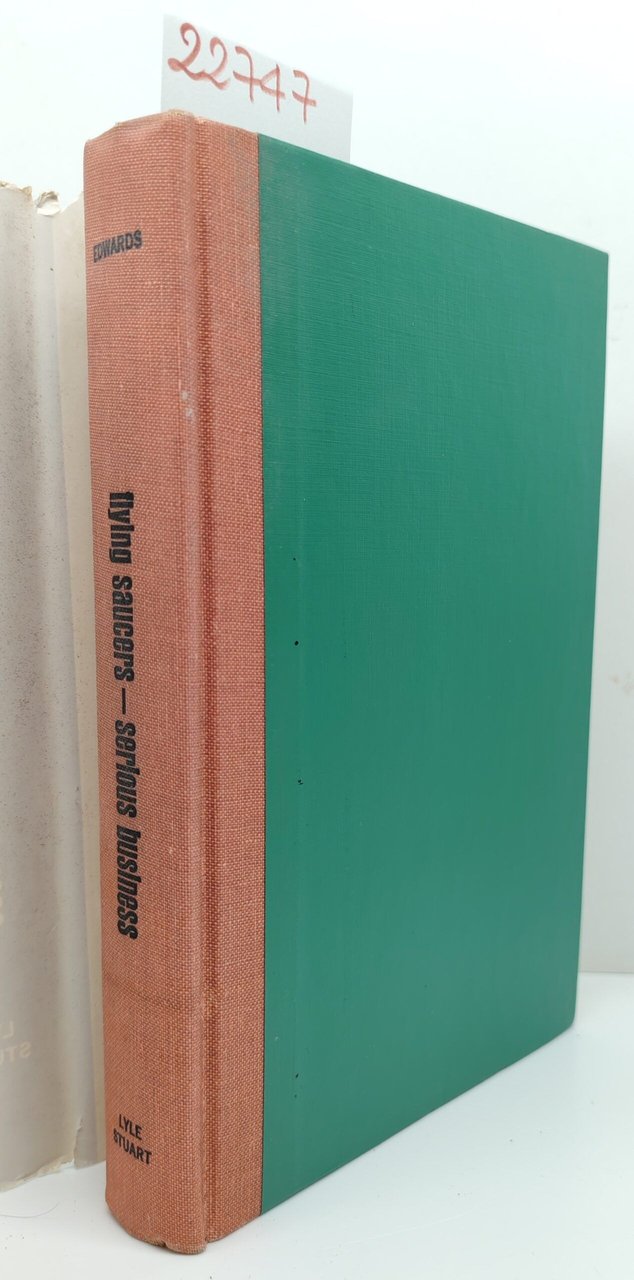 22747
EDWARDS
flying saucers—serious business
LYLE
STUART